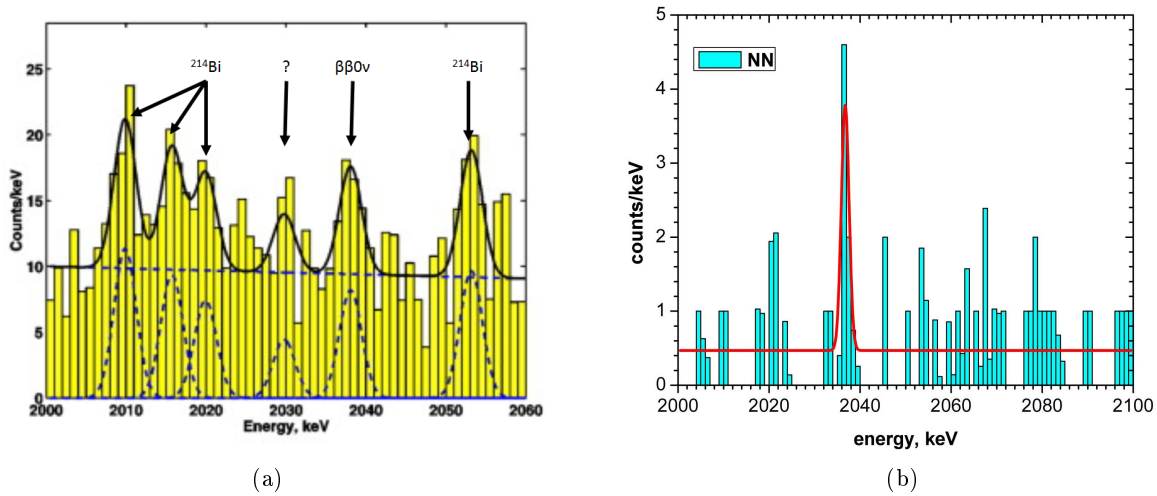 ²¹⁴Bi ? ββ0ν ²¹⁴Bi
25
20
15
10
5
0
Counts/keV
2000 2010 2020 2030 2040 2050 2060
Energy, keV
(a)
NN
5
4
3
2
1
0
counts/keV
2000 2020 2040 2060 2080 2100
energy, keV
(b)